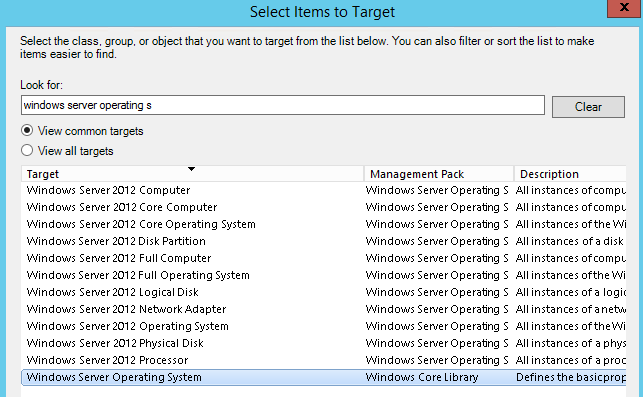 Select Items to Target
x
Select the class, group, or object that you want to target from the list below. You can also filter or sort the list to make
items easier to find.
Look for:
windows server operating s
Clear
View common targets
View all targets
Target Management Pack Description
Windows Server 2012 Computer Windows Server Operating S All instances of compu
Windows Server 2012 Core Computer Windows Server Operating S All instances of compu
Windows Server 2012 Core Operating System Windows Server Operating S All instances of the Wi
Windows Server 2012 Disk Partition Windows Server Operating S All instances of a disk
Windows Server 2012 Full Computer Windows Server Operating S All instances of compu
Windows Server 2012 Full Operating System Windows Server Operating S All instances of the Wi
Windows Server 2012 Logical Disk Windows Server Operating S All instances of a logic
Windows Server 2012 Network Adapter Windows Server Operating S All instances of a netw
Windows Server 2012 Operating System Windows Server Operating S All instances of the Wi
Windows Server 2012 Physical Disk Windows Server Operating S All instances of a phys
Windows Server 2012 Processor Windows Server Operating S All instances of a proc
Windows Server Operating System Windows Core Library Defines the basic prop